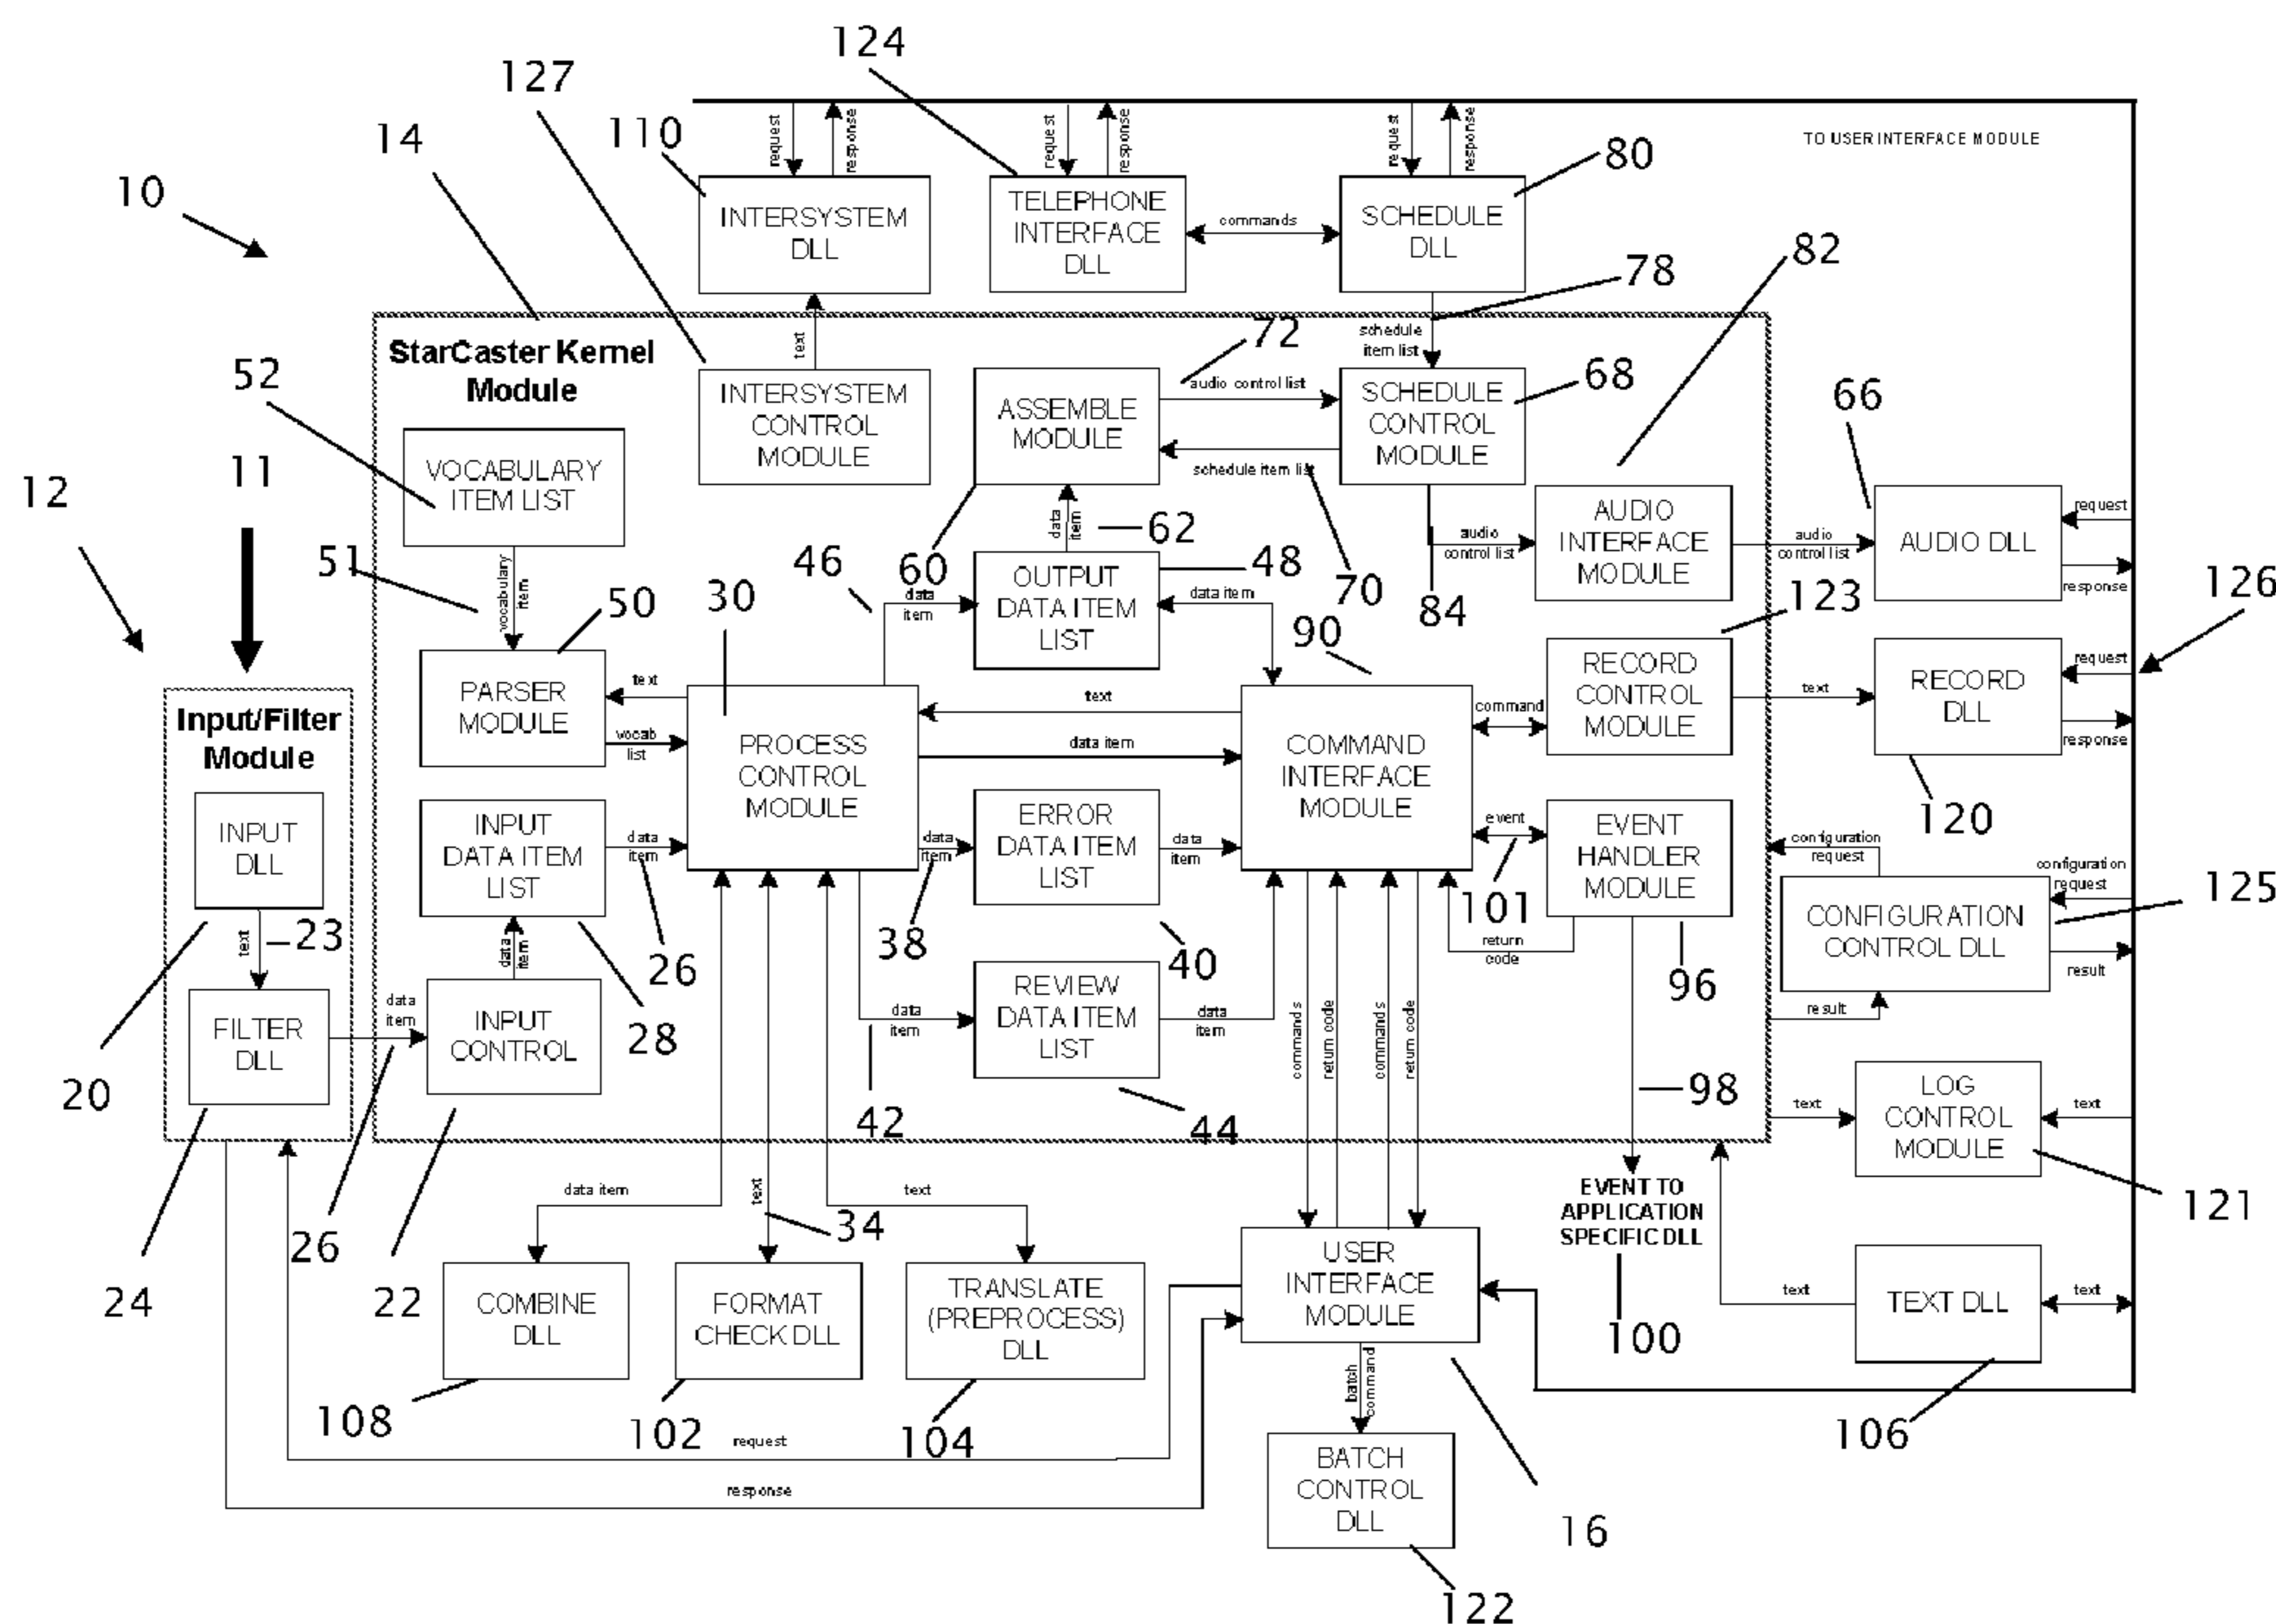 124
127
14
110
10
request
response
request
response
request
response
TO USER INTERFACE MODULE
80
INTERSYSTEM
DLL
TELEPHONE
INTERFACE
DLL
commands
SCHEDULE
DLL
82
78
StarCaster Kernel
Module
text
72
schedule
item list
52
INTERSYSTEM
CONTROL
MODULE
ASSEMBLE
MODULE
audio control list
schedule item list
SCHEDULE
CONTROL
MODULE
68
66
VOCABULARY
ITEM LIST
11
12
51
vocabulary
item
data
item
62
60
46
48
70
84
audio
control list
AUDIO
INTERFACE
MODULE
audio
control list
AUDIO DLL
request
response
50
30
data
item
OUTPUT
DATA ITEM
LIST
data item
90
123
126
PARSER
MODULE
text
vocab
list
PROCESS
CONTROL
MODULE
text
data item
COMMAND
INTERFACE
MODULE
command
RECORD
CONTROL
MODULE
text
RECORD
DLL
request
response
120
Input/Filter
Module
INPUT
DLL
text
23
FILTER
DLL
20
24
INPUT
DATA ITEM
LIST
data
item
26
28
data
item
data
item
26
INPUT
CONTROL
22
data
item
38
ERROR
DATA ITEM
LIST
data
item
40
data
item
42
REVIEW
DATA ITEM
LIST
data
item
44
event
101
EVENT
HANDLER
MODULE
return
code
96
98
commands
return code
commands
return code
configuration
request
configuration
request
125
CONFIGURATION
CONTROL DLL
result
result
text
LOG
CONTROL
MODULE
text
121
EVENT TO
APPLICATION
SPECIFIC DLL
100
data item
text
34
text
COMBINE
DLL
108
FORMAT
CHECK DLL
102
TRANSLATE
(PREPROCESS)
DLL
104
USER
INTERFACE
MODULE
16
text
TEXT DLL
text
106
request
response
batch
command
BATCH
CONTROL
DLL
122